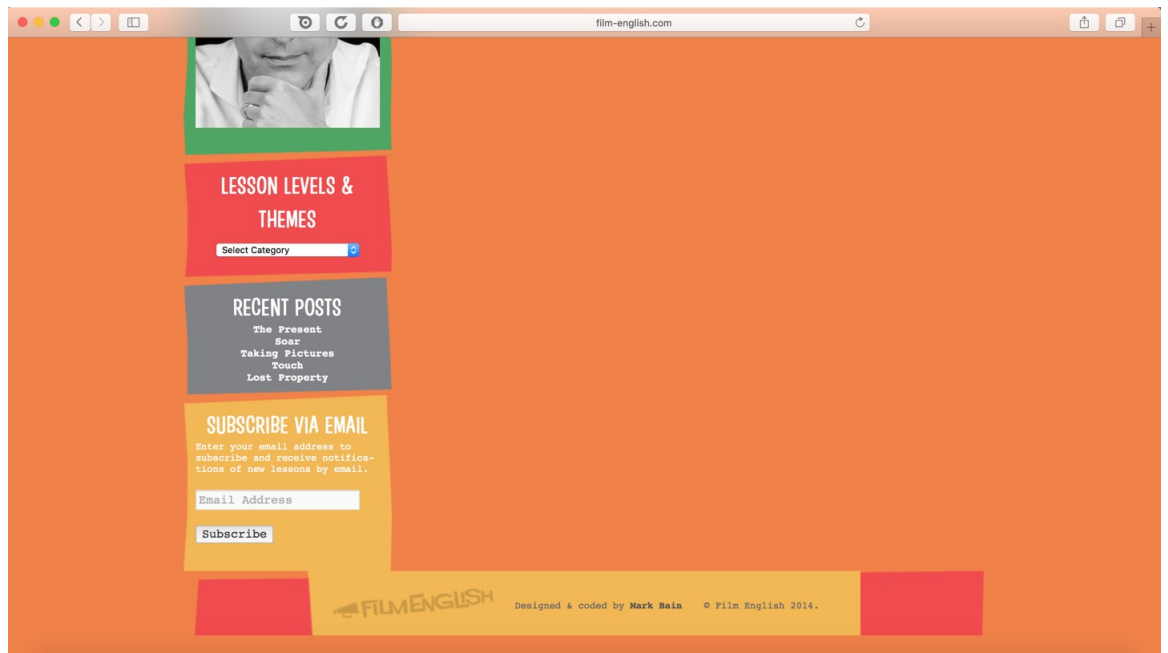 film-english.com
LESSON LEVELS &
THEMES
Select Category
RECENT POSTS
The Present
Soar
Taking Pictures
Touch
Lost Property
SUBSCRIBE VIA EMAIL
Enter your email address to
subscribe and receive notifica-
tions of new lessons by email.
Email Address
Subscribe
FILM ENGLISH Designed & coded by Mark Bain © Film English 2014.